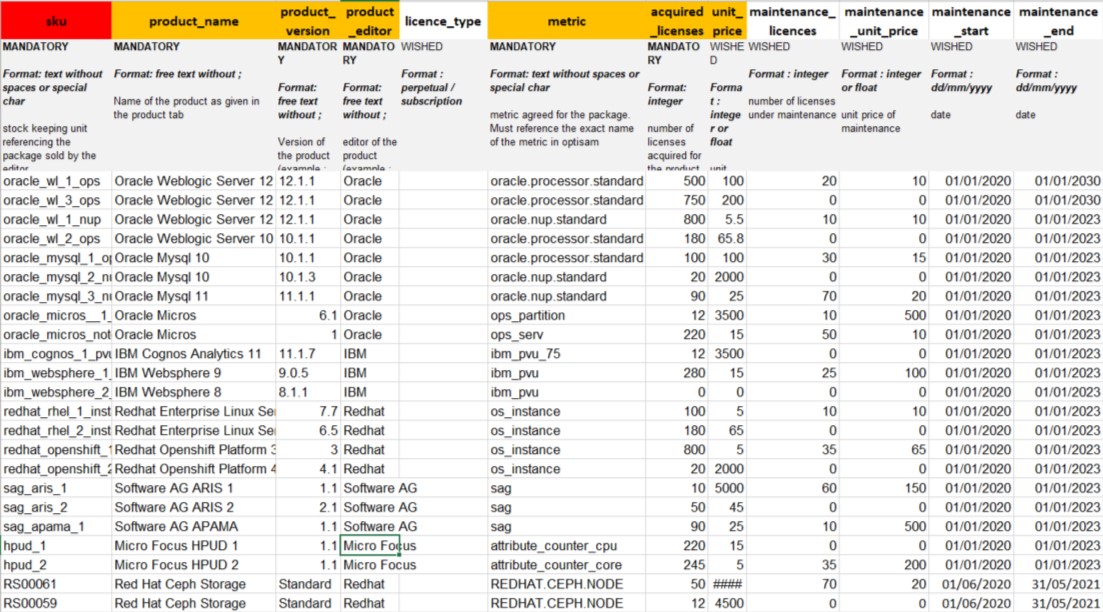 sku product_name product_version product_editor licence_type metric acquired_licenses unit_price maintenance_licences maintenance_unit_price maintenance_start maintenance_end
MANDATORY
Format: text without spaces or special char
stock keeping unit referencing the package sold by the editor
MANDATORY
Format: free text without ;
Name of the product as given in the product tab
MANDATORY
Format: free text without ;
Version of the product (example :
MANDATORY
Format: free text without ;
editor of the product (example :
WISHED
Format : perpetual / subscription
MANDATORY
Format: text without spaces or special char
metric agreed for the package. Must reference the exact name of the metric in optisam
MANDATORY
Format: integer
number of licenses acquired for the product
WISHED
Format : integer or float
unit
WISHED
Format : integer
number of licenses under maintenance
WISHED
Format : integer or float
unit price of maintenance
WISHED
Format : dd/mm/yyyy
date
WISHED
Format : dd/mm/yyyy
date
oracle_wl_1_ops Oracle Weblogic Server 12 12.1.1 Oracle oracle.processor.standard 500 100 20 10 01/01/2020 01/01/2030
oracle_wl_3_ops Oracle Weblogic Server 12 12.1.1 Oracle oracle.processor.standard 750 200 0 0 01/01/2020 01/01/2030
oracle_wl_1_nup Oracle Weblogic Server 12 12.1.1 Oracle oracle.nup.standard 800 5.5 10 10 01/01/2020 01/01/2023
oracle_wl_2_ops Oracle Weblogic Server 10 10.1.1 Oracle oracle.processor.standard 180 65.8 0 0 01/01/2020 01/01/2023
oracle_mysql_1_op Oracle Mysql 10 10.1.1 Oracle oracle.processor.standard 100 100 30 15 01/01/2020 01/01/2023
oracle_mysql_2_n Oracle Mysql 10 10.1.3 Oracle oracle.nup.standard 20 2000 0 0 01/01/2020 01/01/2023
oracle_mysql_3_n Oracle Mysql 11 11.1.1 Oracle oracle.nup.standard 90 25 70 20 01/01/2020 01/01/2023
oracle_micros__1_ Oracle Micros 6.1 Oracle ops_partition 12 3500 10 500 01/01/2020 01/01/2023
oracle_micros_not Oracle Micros 1 Oracle ops_serv 220 15 50 10 01/01/2020 01/01/2023
ibm_cognos_1_pvu IBM Cognos Analytics 11 11.1.7 IBM ibm_pvu_75 12 3500 0 0 01/01/2020 01/01/2023
ibm_websphere_1_ IBM Websphere 9 9.0.5 IBM ibm_pvu 280 15 25 100 01/01/2020 01/01/2023
ibm_websphere_2_ IBM Websphere 8 8.1.1 IBM ibm_pvu 0 0 0 0 01/01/2020 01/01/2023
redhat_rhel_1_inst Redhat Enterprise Linux Se 7.7 Redhat os_instance 100 5 10 10 01/01/2020 01/01/2023
redhat_rhel_2_inst Redhat Enterprise Linux Se 6.5 Redhat os_instance 180 65 0 0 01/01/2020 01/01/2023
redhat_openshift_1 Redhat Openshift Platform 3 3 Redhat os_instance 800 5 35 65 01/01/2020 01/01/2023
redhat_openshift_2 Redhat Openshift Platform 4 4.1 Redhat os_instance 20 2000 0 0 01/01/2020 01/01/2023
sag_aris_1 Software AG ARIS 1 1.1 Software AG sag 10 5000 60 150 01/01/2020 01/01/2023
sag_aris_2 Software AG ARIS 2 2.1 Software AG sag 50 45 0 0 01/01/2020 01/01/2023
sag_apama_1 Software AG APAMA 1.1 Software AG sag 90 25 10 500 01/01/2020 01/01/2023
hpud_1 Micro Focus HPUD 1 1.1 Micro Focus attribute_counter_cpu 220 15 0 0 01/01/2020 01/01/2023
hpud_2 Micro Focus HPUD 2 1.1 Micro Focus attribute_counter_core 245 5 35 200 01/01/2020 01/01/2023
RS00061 Red Hat Ceph Storage Standard Redhat REDHAT.CEPH.NODE 50 #### 70 20 01/06/2020 31/05/2021
RS00059 Red Hat Ceph Storage Standard Redhat REDHAT.CEPH.NODE 12 4500 0 0 01/06/2020 31/05/2021